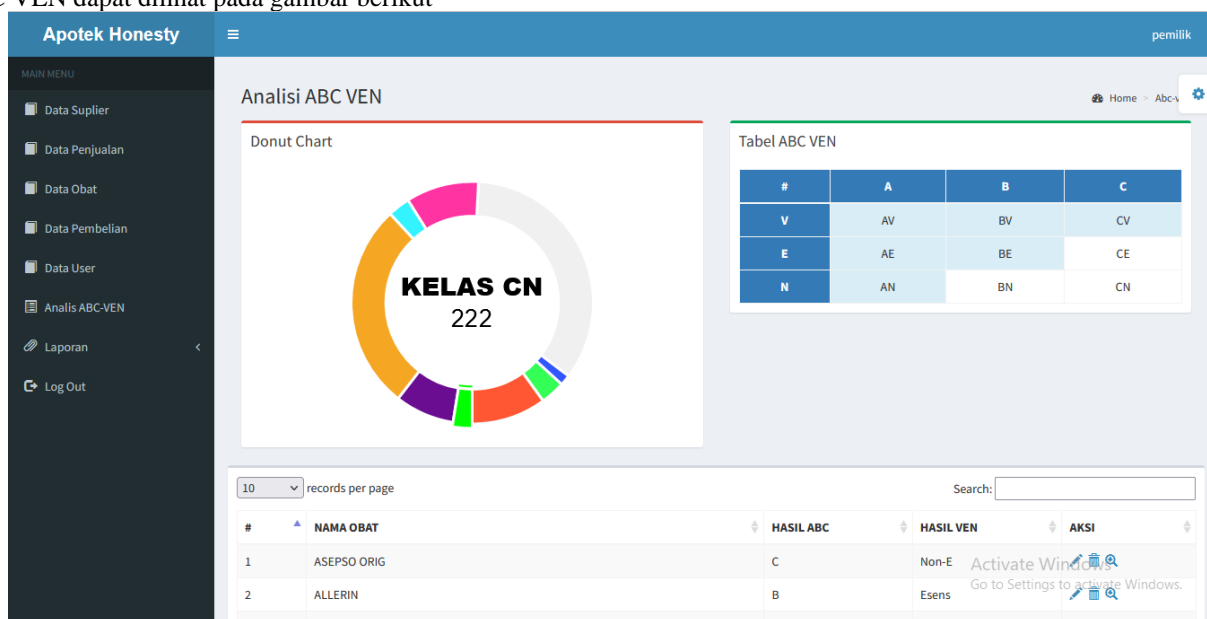 VEN dapat dilihat pada gambar berikut
Apotek Honesty
pemilik
MAIN MENU
Data Suplier
Data Penjualan
Data Obat
Data Pembelian
Data User
Analis ABC-VEN
Laporan
Log Out
Analisi ABC VEN
Home > Abc-v
Donut Chart
KELAS CN
222
Tabel ABC VEN
# A B C
V AV BV CV
E AE BE CE
N AN BN CN
10 records per page
Search:
# NAMA OBAT HASIL ABC HASIL VEN AKSI
1 ASEPSO ORIG C Non-E
2 ALLERIN B Esens
Activate Windows
Go to Settings to activate Windows.